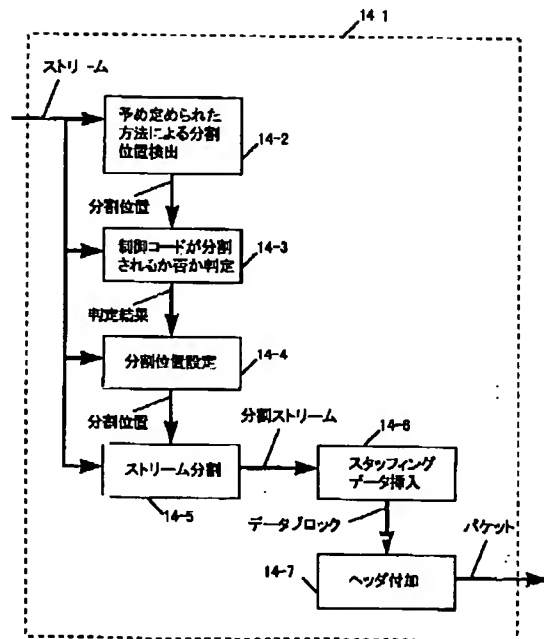 14-1
ストリーム
予め定められた
方法による分割
位置検出
14-2
分割位置
制御コードが分割
されるか否か判定
14-3
判定結果
分割位置設定
14-4
分割位置
ストリーム分割
14-5
分割ストリーム
14-6
スタッフィング
データ挿入
データブロック
14-7
ヘッダ付加
パケット